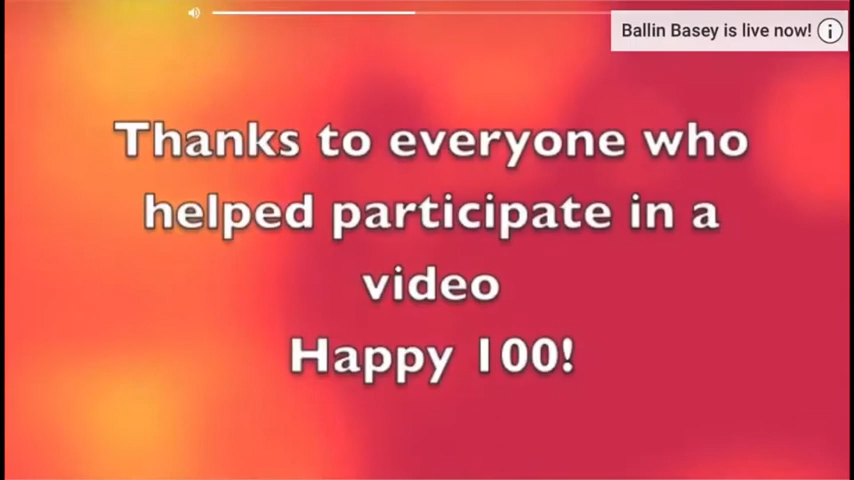 Ballin Basey is live now!
Thanks to everyone who
helped participate in a
video
Happy 100!